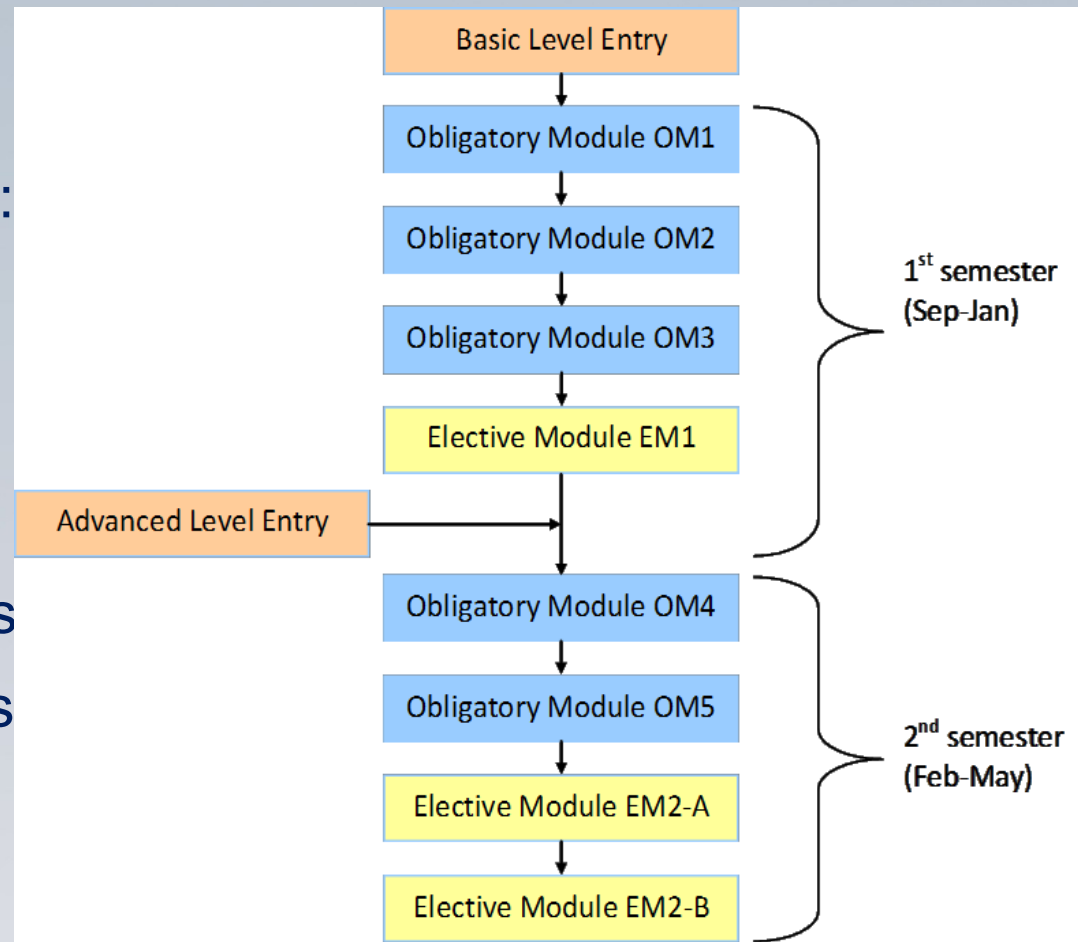 Basic Level Entry
Obligatory Module OM1
:
Obligatory Module OM2
1st semester
(Sep-Jan)
Obligatory Module OM3
Elective Module EM1
Advanced Level Entry
Obligatory Module OM4
s
Obligatory Module OM5
s
2nd semester
(Feb-May)
Elective Module EM2-A
Elective Module EM2-B